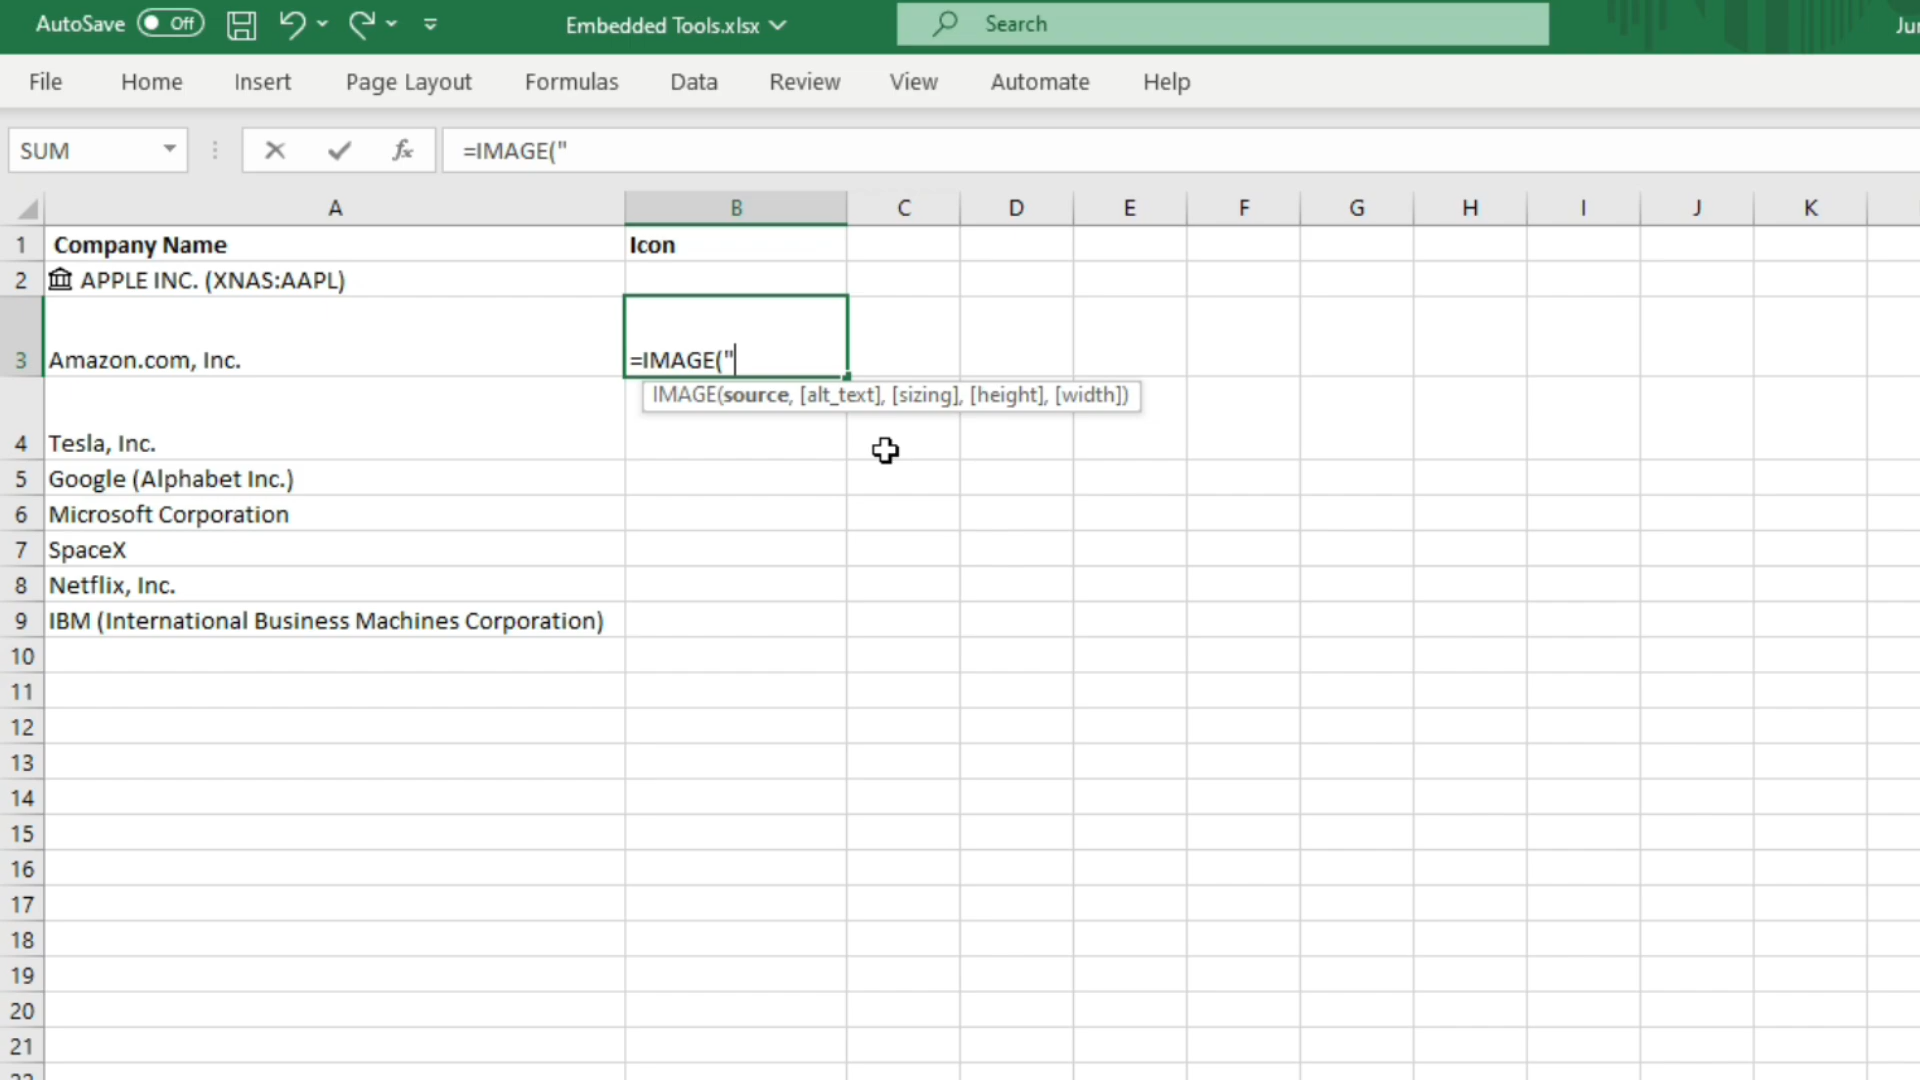 AutoSave Off Embedded Tools.xlsx Search Jur
File Home Insert Page Layout Formulas Data Review View Automate Help
SUM fx =IMAGE("
A B C D E F G H I J K
1 Company Name Icon
2 APPLE INC. (XNAS:AAPL)
3 Amazon.com, Inc. =IMAGE("
IMAGE(source, [alt_text], [sizing], [height], [width])
4 Tesla, Inc.
5 Google (Alphabet Inc.)
6 Microsoft Corporation
7 SpaceX
8 Netflix, Inc.
9 IBM (International Business Machines Corporation)
10
11
12
13
14
15
16
17
18
19
20
21